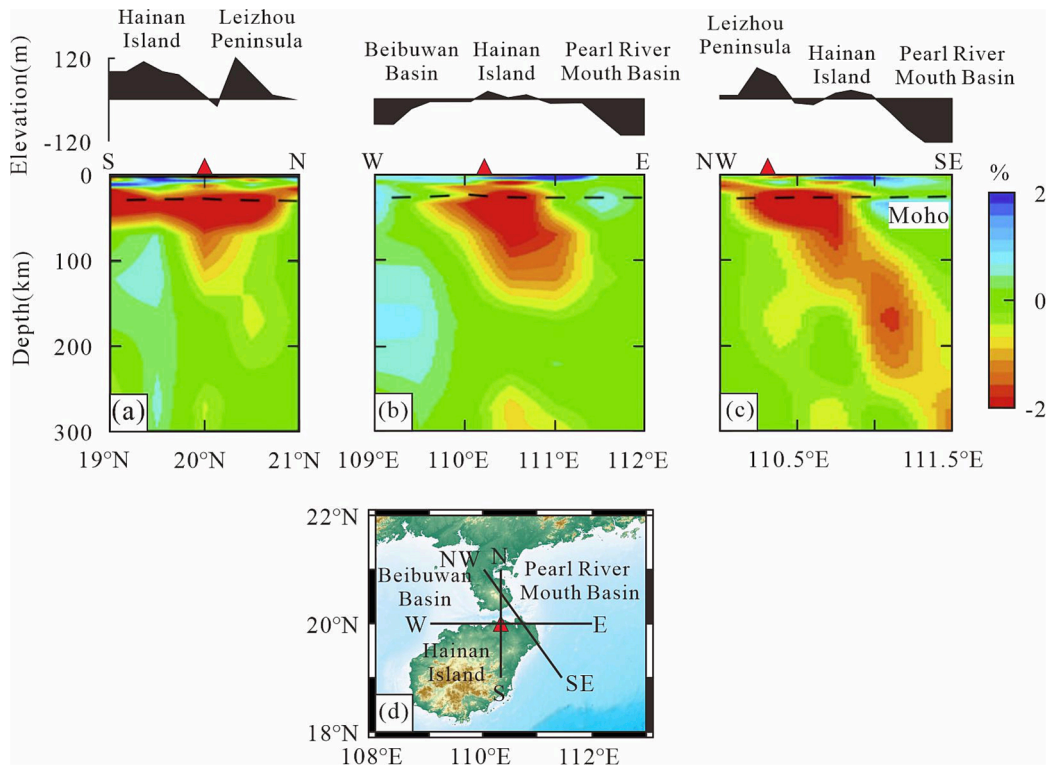 Hainan
Island
Leizhou
Peninsula
Elevation(m)
120
-120
S
N
Beibuwan
Basin
Hainan
Island
Pearl River
Mouth Basin
W
E
Leizhou
Peninsula
Hainan
Island
Pearl River
Mouth Basin
NW
SE
Depth(km)
0
100
200
300
(a)
19°N
20°N
21°N
(b)
109°E
110°E
111°E
112°E
Moho
(c)
110.5°E
111.5°E
%
2
0
-2
22°N
20°N
18°N
NW
N
Beibuwan
Basin
Pearl River
Mouth Basin
W
E
Hainan
Island
S
SE
(d)
108°E
110°E
112°E